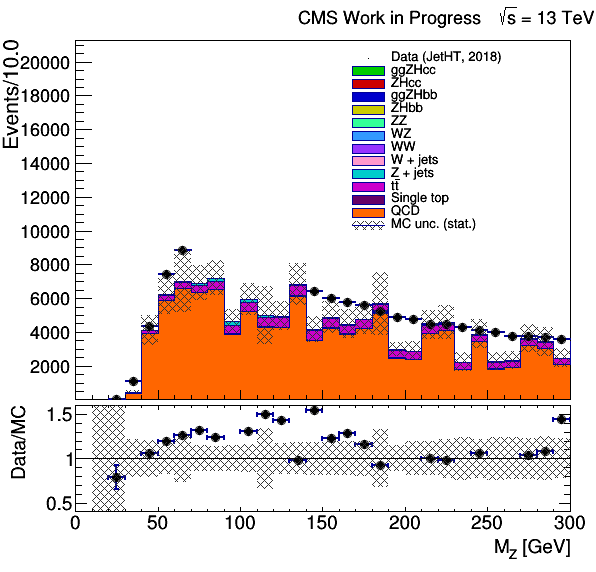 CMS Work in Progress √s = 13 TeV
Events/10.0
20000
18000
16000
14000
12000
10000
8000
6000
4000
2000
Data (JetHT, 2018)
ggZHcc
ZHcc
ggZHbb
ZHbb
ZZ
WZ
WW
W + jets
Z + jets
tt̄
Single top
QCD
MC unc. (stat.)
Data/MC
1.5
1
0.5
0 50 100 150 200 250 300
M_Z [GeV]